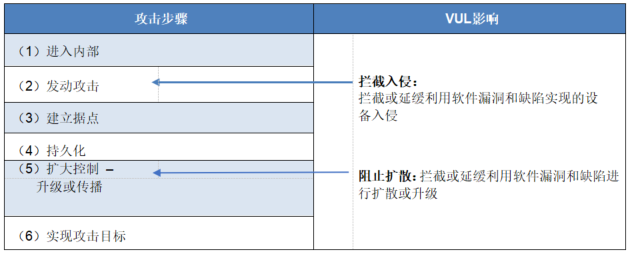 攻击步骤
VUL影响
（1）进入内部
（2）发动攻击
（3）建立据点
（4）持久化
（5）扩大控制 –
升级或传播
（6）实现攻击目标
拦截入侵：
拦截或延缓利用软件漏洞和缺陷实现的设
备入侵
阻止扩散：拦截或延缓利用软件漏洞和缺陷进
行扩散或升级